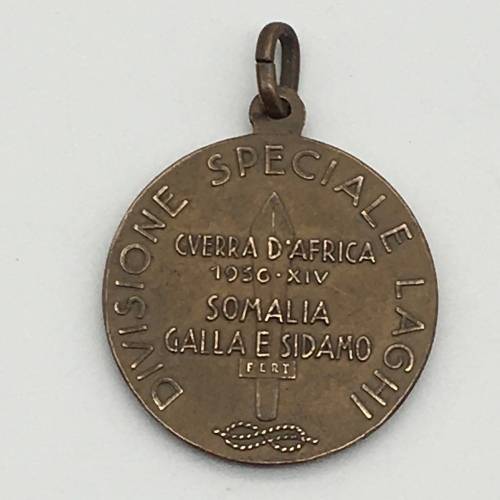 DIVISIONE SPECIALE LAGHI
GVERRA D'AFRICA
1936·XIV
SOMALIA
GALLA E SIDAMO
FERT